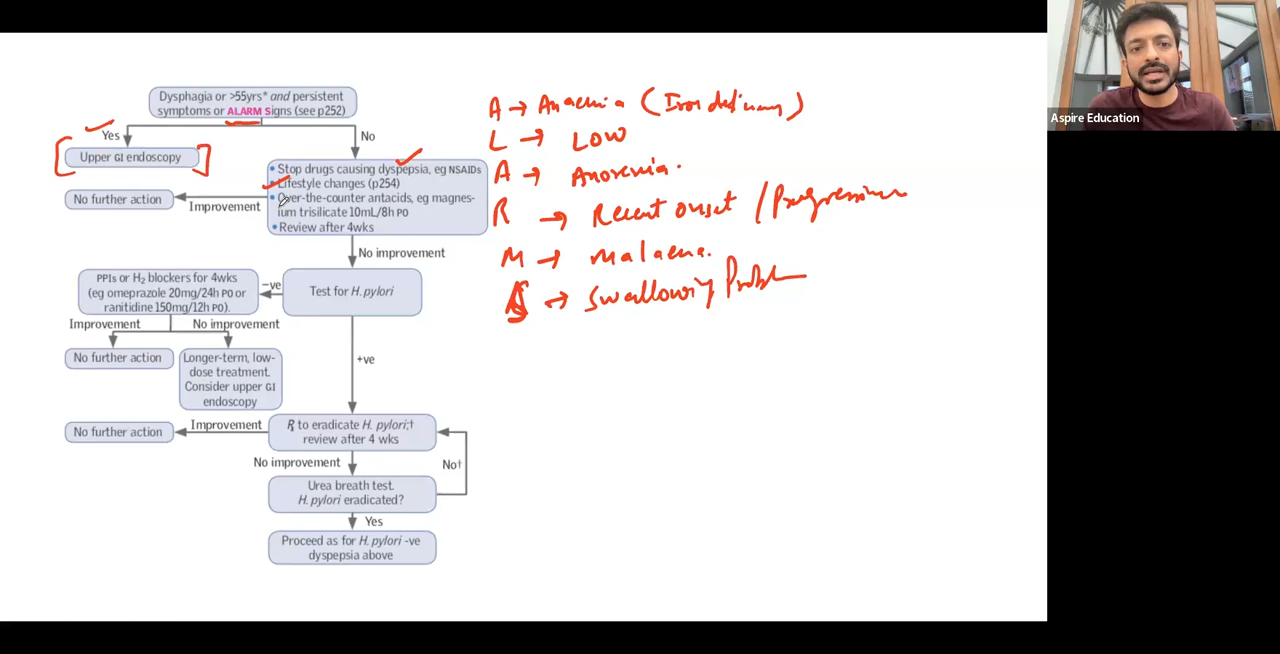 Dysphagia or >55yrs* and persistent
symptoms or ALARM Signs (see p252)
Yes
No
Upper GI endoscopy
• Stop drugs causing dyspepsia, eg NSAIDs
• Lifestyle changes (p254)
• Over-the-counter antacids, eg magnes-
ium trisilicate 10mL/8h PO
• Review after 4wks
No further action
Improvement
No improvement
PPIs or H2 blockers for 4wks
(eg omeprazole 20mg/24h PO or
ranitidine 150mg/12h PO).
-ve
Test for H.pylori
Improvement
No improvement
No further action
Longer-term, low-
dose treatment.
Consider upper GI
endoscopy
+ve
No further action
Improvement
℞ to eradicate H. pylori;†
review after 4 wks
No improvement
No†
Urea breath test.
H. pylori eradicated?
Yes
Proceed as for H. pylori -ve
dyspepsia above
A → Anaemia (Iron
L → Low
A → Anorexia.
R → Recent onset / Progressive
M → Malaena.
S → Swallowing Problem
Aspire Education